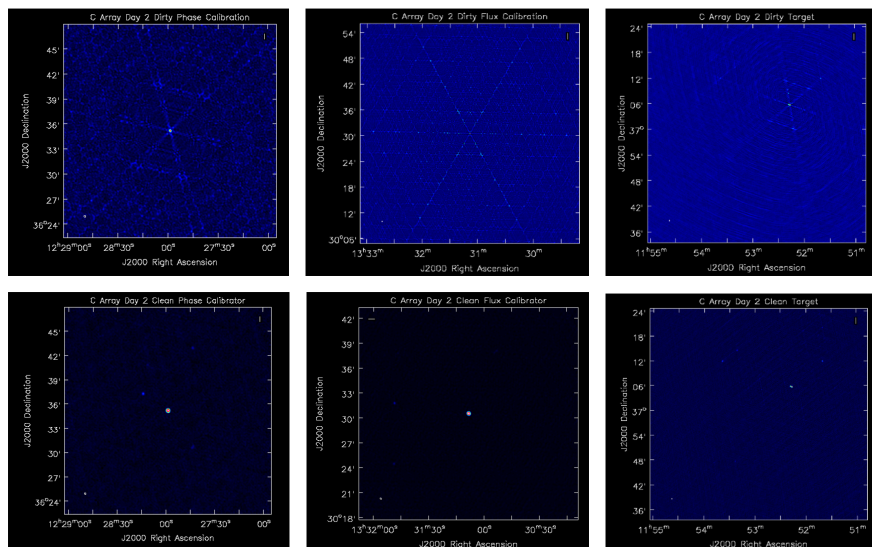 C Array Day 2 Dirty Phase Calibration
45'
42'
39'
36'
33'
30'
27'
36°24'
J2000 Declination
12ʰ29ᵐ00ˢ
28ᵐ30ˢ
00ˢ
27ᵐ30ˢ
00ˢ
J2000 Right Ascension
C Array Day 2 Dirty Flux Calibration
54'
48'
42'
36'
30'
24'
18'
12'
30°06'
J2000 Declination
13ʰ33ᵐ
32ᵐ
31ᵐ
30ᵐ
J2000 Right Ascension
C Array Day 2 Dirty Target
24'
12'
06'
37°
54'
48'
42'
36'
J2000 Declination
11ʰ55ᵐ
54ᵐ
53ᵐ
52ᵐ
51ᵐ
J2000 Right Ascension
C Array Day 2 Clean Phase Calibrator
45'
42'
39'
36'
33'
30'
27'
36°24'
J2000 Declination
12ʰ29ᵐ00ˢ
28ᵐ30ˢ
00ˢ
27ᵐ30ˢ
00ˢ
J2000 Right Ascension
C Array Day 2 Clean Flux Calibrator
42'
39'
36'
33'
30'
27'
24'
21'
30°18'
J2000 Declination
13ʰ32ᵐ00ˢ
31ᵐ30ˢ
00ˢ
30ᵐ30ˢ
J2000 Right Ascension
C Array Day 2 Clean Target
24'
12'
06'
37°
54'
48'
42'
36'
J2000 Declination
11ʰ55ᵐ
54ᵐ
53ᵐ
52ᵐ
51ᵐ
J2000 Right Ascension